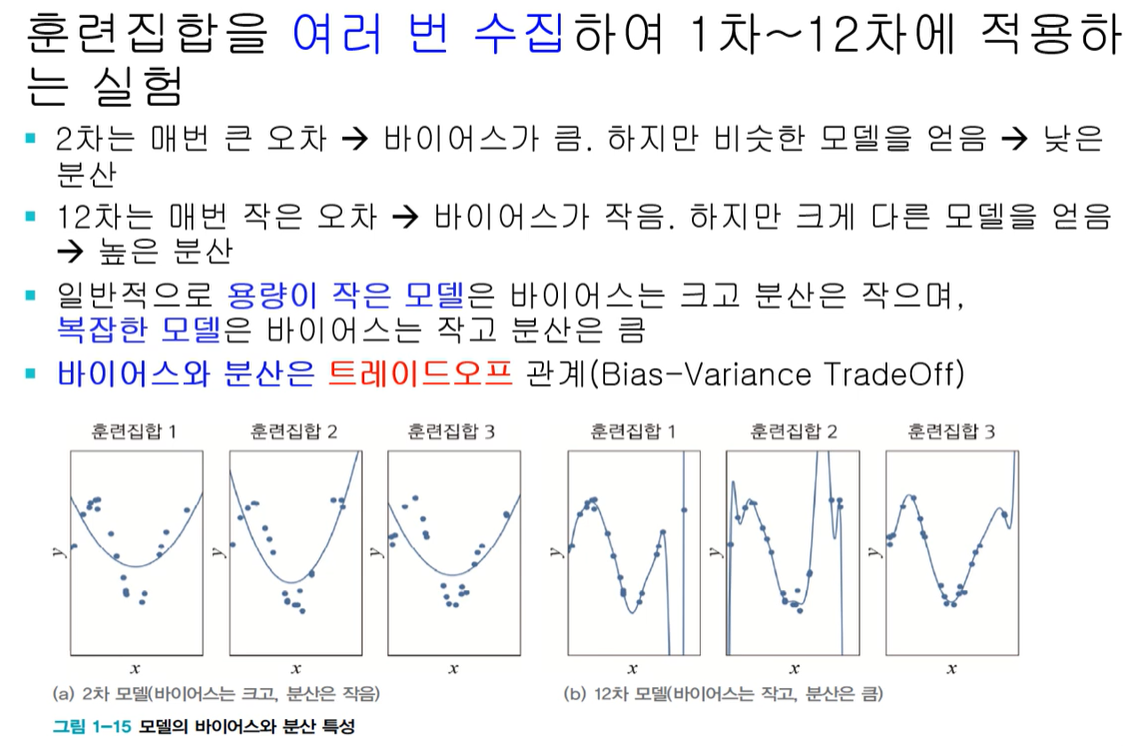 훈련집합을 여러 번 수집하여 1차~12차에 적용하
는 실험
▪ 2차는 매번 큰 오차 → 바이어스가 큼. 하지만 비슷한 모델을 얻음 → 낮은
분산
▪ 12차는 매번 작은 오차 → 바이어스가 작음. 하지만 크게 다른 모델을 얻음
→ 높은 분산
▪ 일반적으로 용량이 작은 모델은 바이어스는 크고 분산은 작으며,
복잡한 모델은 바이어스는 작고 분산은 큼
▪ 바이어스와 분산은 트레이드오프 관계(Bias-Variance TradeOff)
훈련집합 1 훈련집합 2 훈련집합 3 훈련집합 1 훈련집합 2 훈련집합 3
y y y y y y
x x x x x x
(a) 2차 모델(바이어스는 크고, 분산은 작음) (b) 12차 모델(바이어스는 작고, 분산은 큼)
그림 1-15 모델의 바이어스와 분산 특성